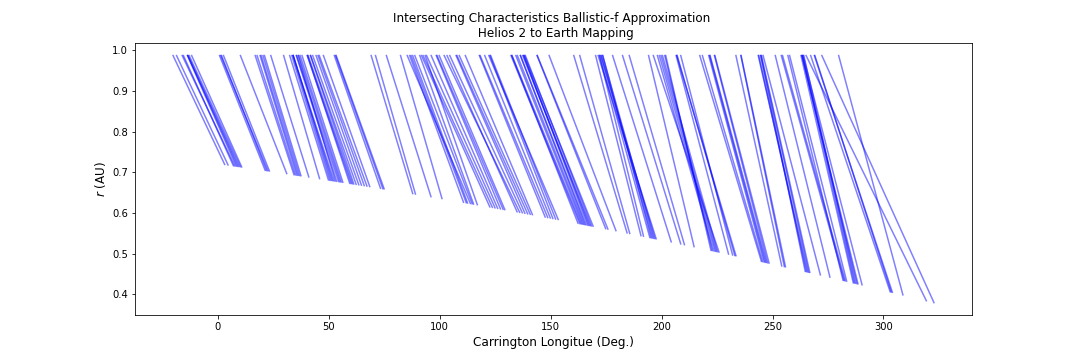 Intersecting Characteristics Ballistic-f Approximation
Helios 2 to Earth Mapping
1.0
0.9
0.8
0.7
0.6
0.5
0.4
r (AU)
0 50 100 150 200 250 300
Carrington Longitue (Deg.)